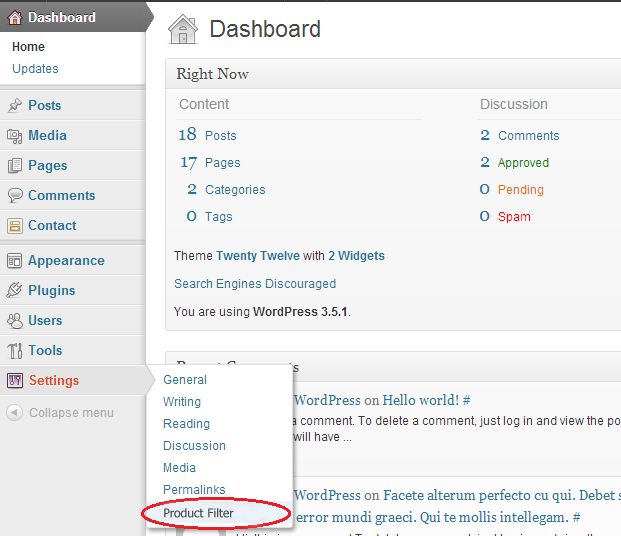 Dashboard
Home
Updates
Posts
Media
Pages
Comments
Contact
Appearance
Plugins
Users
Tools
Settings
Collapse menu
Dashboard
Right Now
Content
Discussion
18 Posts
2 Comments
17 Pages
2 Approved
2 Categories
0 Pending
0 Tags
0 Spam
Theme Twenty Twelve with 2 Widgets
Search Engines Discouraged
You are using WordPress 3.5.1.
General
Writing
Reading
Discussion
Media
Permalinks
Product Filter
WordPress on Hello world! #
a comment. To delete a comment, just log in and view the po
will have ...
WordPress on Facete alterum perfecto cu qui. Debet s
error mundi graeci. Qui te mollis intellegam. #